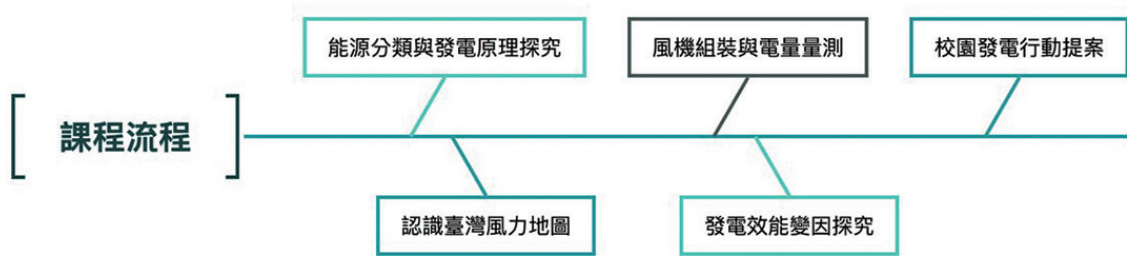 能源分類與發電原理探究
風機組裝與電量量測
校園發電行動提案
課程流程
認識臺灣風力地圖
發電效能變因探究